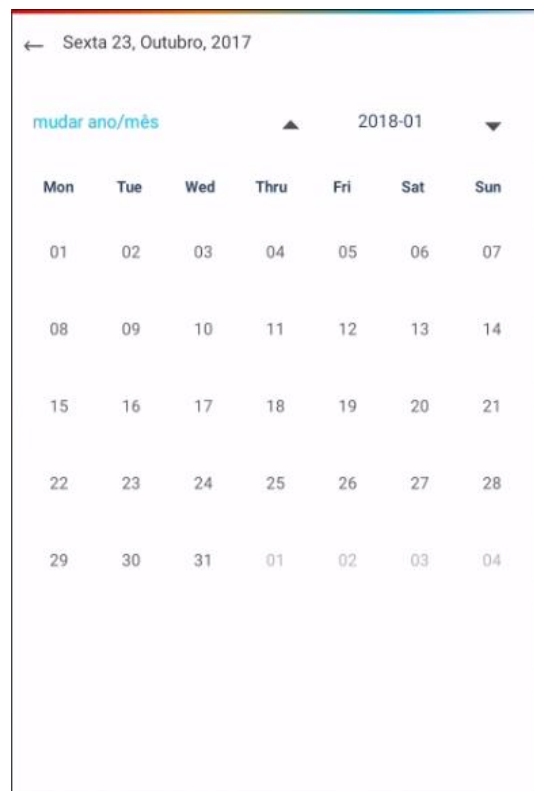 ← Sexta 23, Outubro, 2017
mudar ano/mês ▲ 2018-01 ▼
Mon Tue Wed Thru Fri Sat Sun
01 02 03 04 05 06 07
08 09 10 11 12 13 14
15 16 17 18 19 20 21
22 23 24 25 26 27 28
29 30 31 01 02 03 04